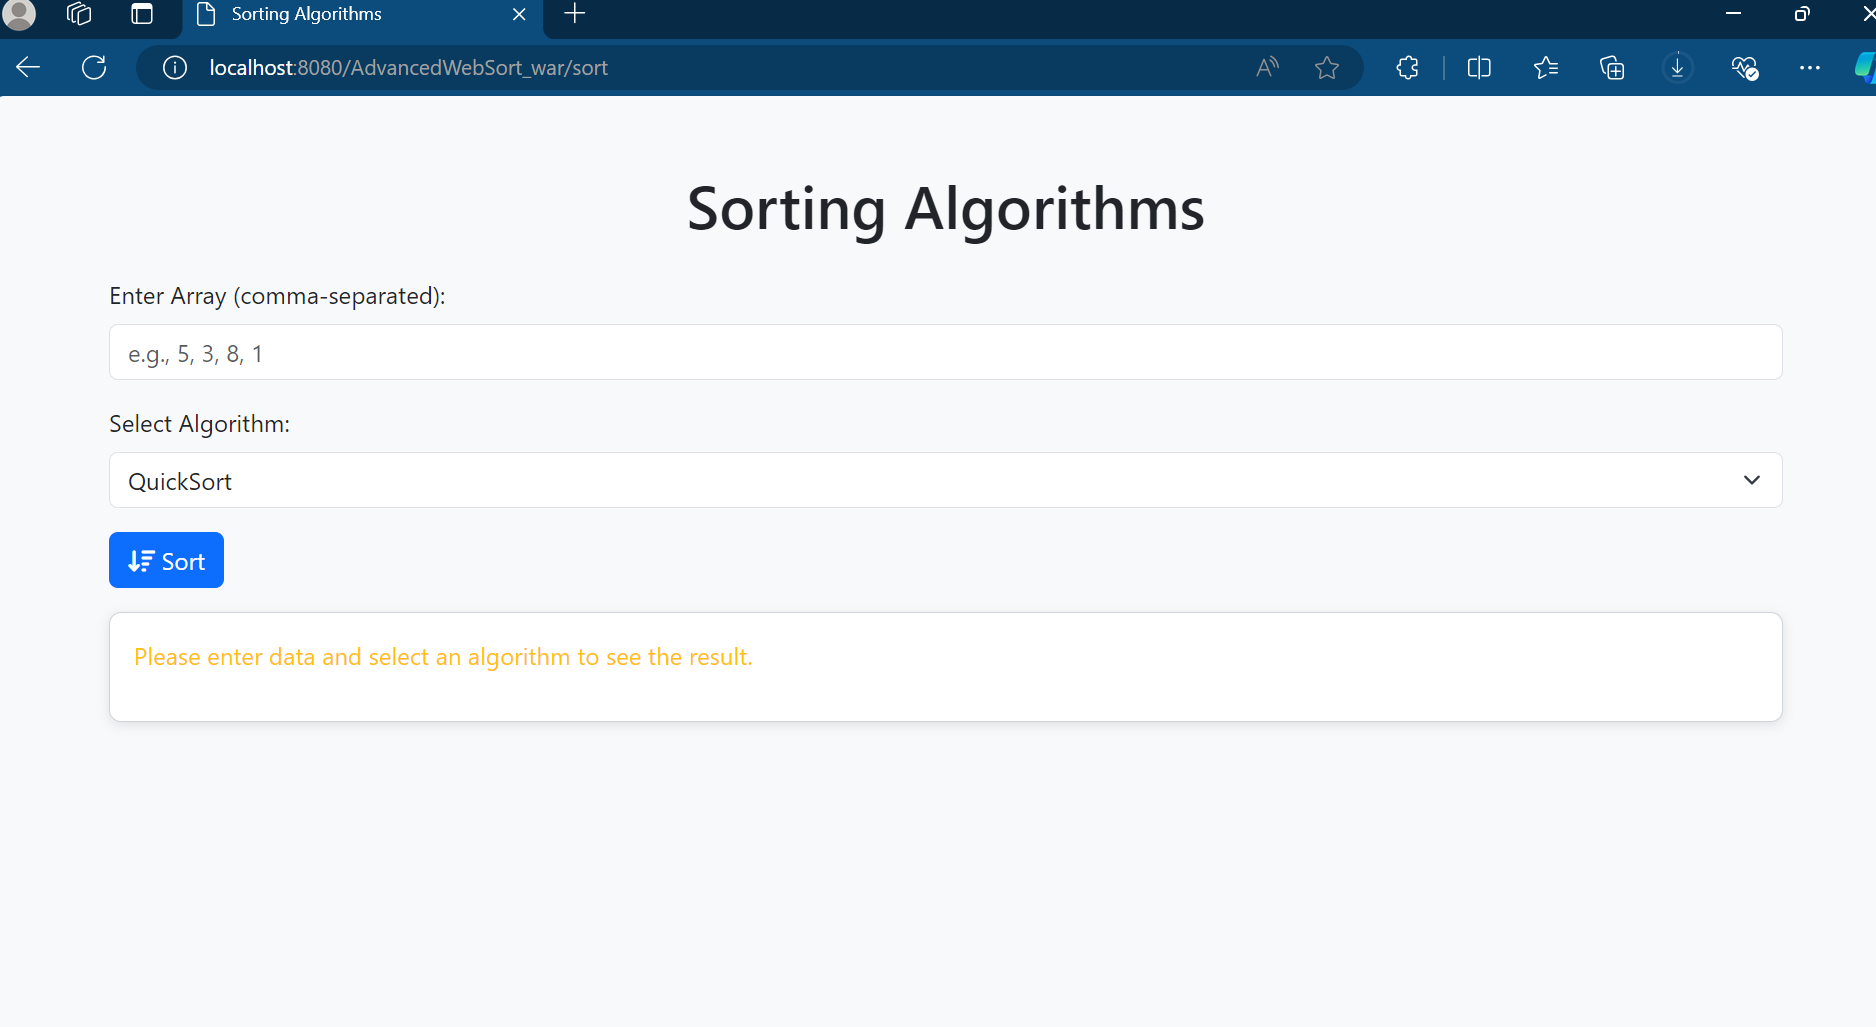 Sorting Algorithms
localhost:8080/AdvancedWebSort_war/sort
Sorting Algorithms
Enter Array (comma-separated):
e.g., 5, 3, 8, 1
Select Algorithm:
QuickSort
Sort
Please enter data and select an algorithm to see the result.